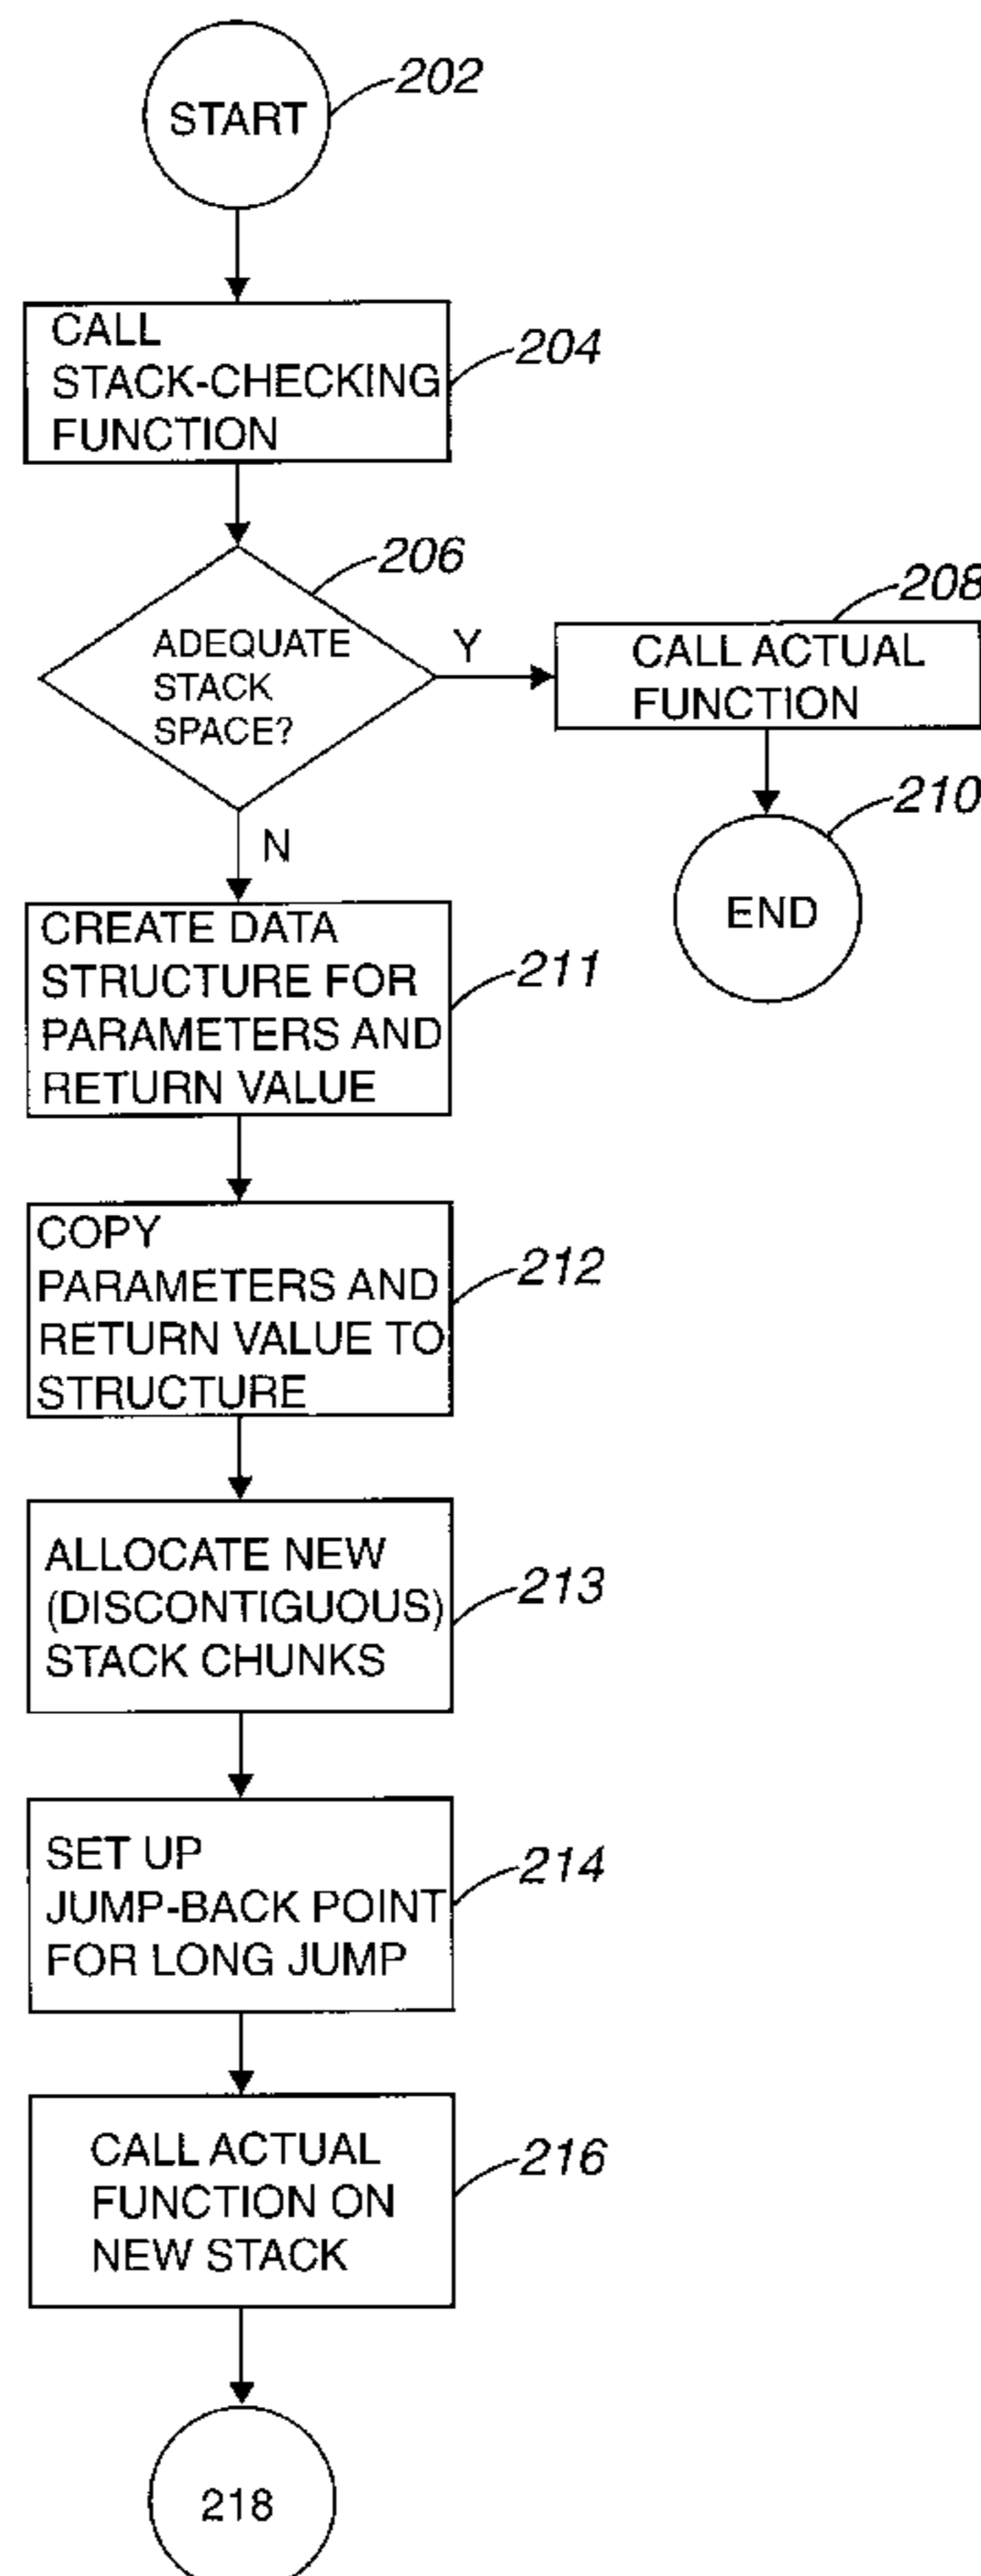 202
START
CALL
STACK-CHECKING
FUNCTION
204
206
ADEQUATE
STACK
SPACE?
Y
N
208
CALL ACTUAL
FUNCTION
210
END
CREATE DATA
STRUCTURE FOR
PARAMETERS AND
RETURN VALUE
211
COPY
PARAMETERS AND
RETURN VALUE TO
STRUCTURE
212
ALLOCATE NEW
(DISCONTIGUOUS)
STACK CHUNKS
213
SET UP
JUMP-BACK POINT
FOR LONG JUMP
214
CALL ACTUAL
FUNCTION ON
NEW STACK
216
218